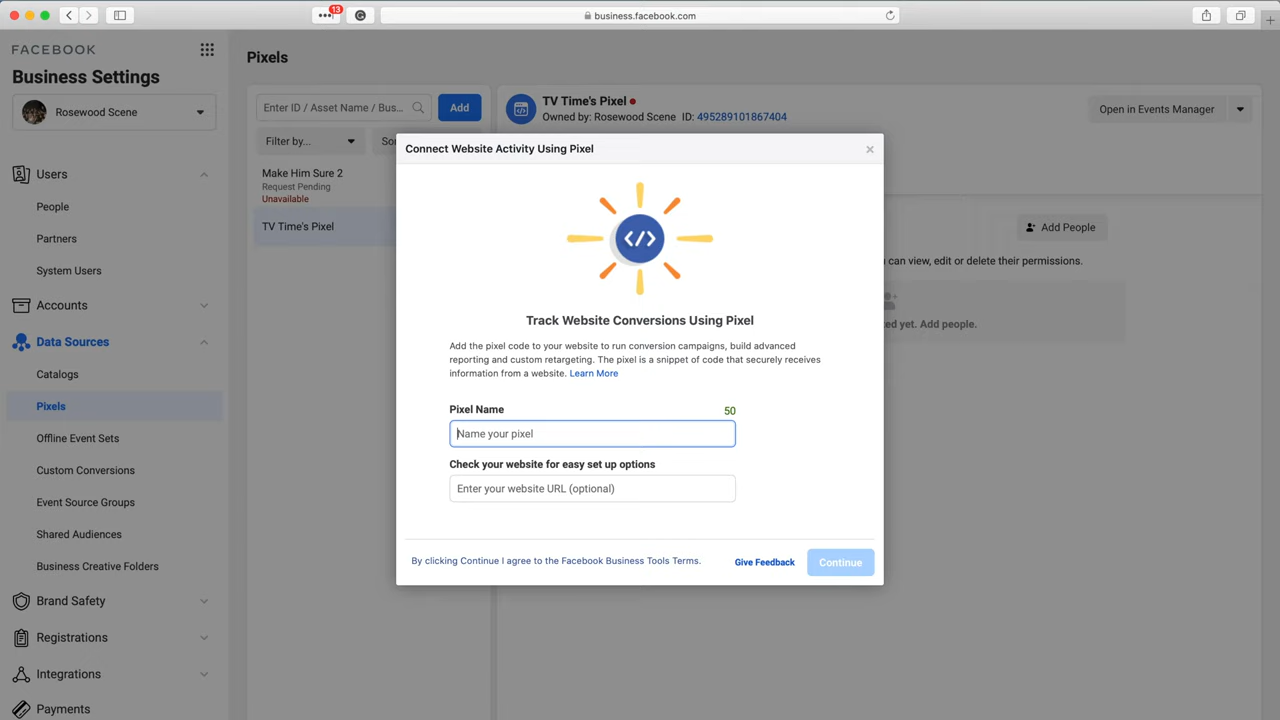 13
business.facebook.com
FACEBOOK
Business Settings
Rosewood Scene
Users
People
Partners
System Users
Accounts
Data Sources
Catalogs
Pixels
Offline Event Sets
Custom Conversions
Event Source Groups
Shared Audiences
Business Creative Folders
Brand Safety
Registrations
Integrations
Payments
Pixels
Enter ID / Asset Name / Bus...
Add
Filter by...
Make Him Sure 2
Request Pending
Unavailable
TV Time's Pixel
TV Time's Pixel
Owned by: Rosewood Scene ID: 495289101867404
Open in Events Manager
Add People
can view, edit or delete their permissions.
yet. Add people.
Connect Website Activity Using Pixel
Track Website Conversions Using Pixel
Add the pixel code to your website to run conversion campaigns, build advanced
reporting and custom retargeting. The pixel is a snippet of code that securely receives
information from a website. Learn More
Pixel Name
50
Name your pixel
Check your website for easy set up options
Enter your website URL (optional)
By clicking Continue I agree to the Facebook Business Tools Terms.
Give Feedback
Continue